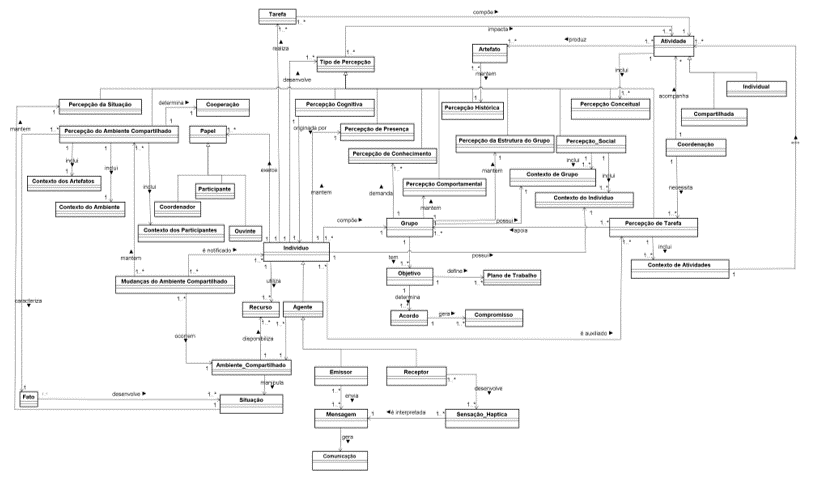 Tarefa
compõe
impacta
produz
Atividade
Artefato
realiza
Tipo de Percepção
desenvolve
mantem
inclui
Individual
Percepção da Situação
determina
Cooperação
Percepção Cognitiva
Percepção Histórica
Percepção Conceitual
acompanha
Compartilhada
mantem
Percepção do Ambiente Compartilhado
Papel
originada por
Percepção de Presença
Percepção da Estrutura do Grupo
Percepção_Social
Coordenação
inclui
inclui
exerce
Percepção de Conhecimento
inclui
Contexto de Grupo
inclui
Contexto dos Artefatos
inclui
Participante
mantem
demanda
Percepção Comportamental
mantem
necessita
Contexto do Ambiente
Coordenador
mantem
Contexto do Individuo
Contexto dos Participantes
Ouvinte
compõe
Grupo
possui
apoia
Percepção de Tarefa
é notificado
Individuo
possui
inclui
mantem
tem
Mudanças do Ambiente Compartilhado
utiliza
Objetivo
define
Plano de Trabalho
Contexto de Atividades
caracteriza
determina
Recurso
Agente
Acordo
gera
Compromisso
ocorrem
disponibiliza
é auxiliado
Ambiente_Compartilhado
Emissor
Receptor
manipula
desenvolve
Fato
desenvolve
Situação
envia
Mensagem
é interpretada
Sensação_Haptica
gera
Comunicação